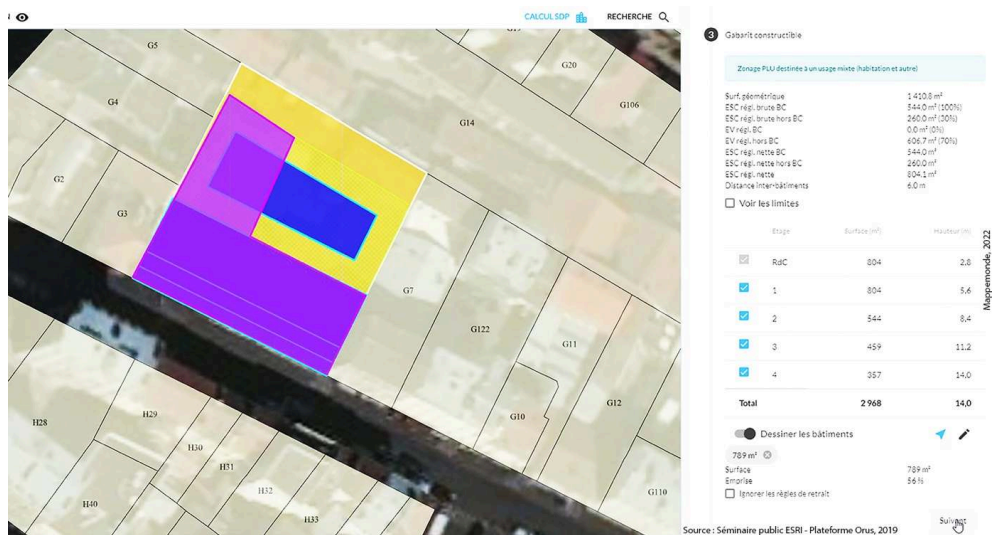 CALCUL SDP
RECHERCHE
G5
G20
G4
G106
G14
G2
G3
G7
G122
G11
G12
G10
H28
H29
H30
H31
H32
H33
H40
G110
3 Gabarit constructible
Zonage PLU destinée à un usage mixte (habitation et autre)
Surf. géométrique 1 410.8 m²
ESC régl. brute BC 544.0 m² (100%)
ESC régl. brute hors BC 260.0 m² (30%)
EV régl. BC 0.0 m² (0%)
EV régl. hors BC 606.7 m² (70%)
ESC régl. nette BC 544.0 m²
ESC régl. nette hors BC 260.0 m²
ESC régl. nette 804.1 m²
Distance inter-bâtiments 6.0 m
Voir les limites
Etage Surface (m²) Hauteur (m)
RdC 804 2,8
1 804 5,6
2 544 8,4
3 459 11,2
4 357 14,0
Total 2 968 14,0
Dessiner les bâtiments
789 m²
Surface 789 m²
Emprise 56 %
Ignorer les règles de retrait
Suivant
Source : Séminaire public ESRI - Plateforme Orus, 2019
Mappemonde, 2022